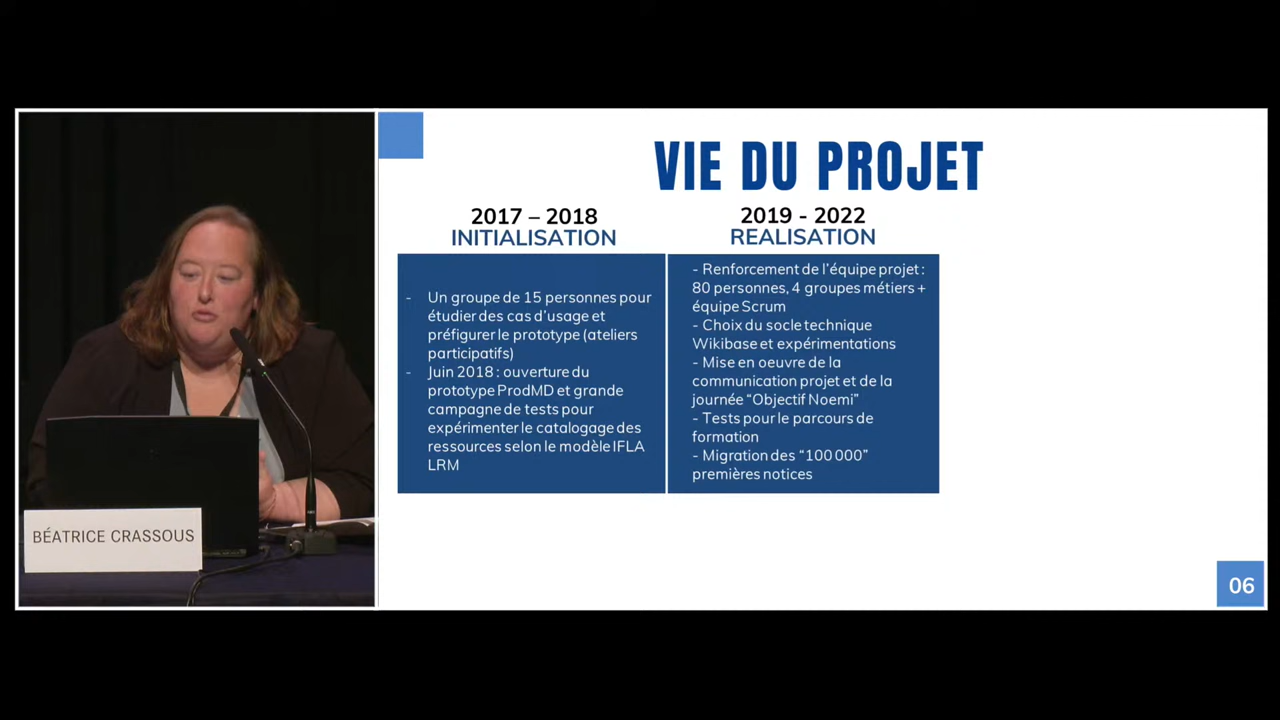 VIE DU PROJET
2017 – 2018
INITIALISATION
- Un groupe de 15 personnes pour
étudier des cas d'usage et
préfigurer le prototype (ateliers
participatifs)
- Juin 2018 : ouverture du
prototype ProdMD et grande
campagne de tests pour
expérimenter le catalogage des
ressources selon le modèle IFLA
LRM
2019 - 2022
REALISATION
- Renforcement de l'équipe projet :
80 personnes, 4 groupes métiers +
équipe Scrum
- Choix du socle technique
Wikibase et expérimentations
- Mise en oeuvre de la
communication projet et de la
journée "Objectif Noemi"
- Tests pour le parcours de
formation
- Migration des "100 000"
premières notices
BÉATRICE CRASSOUS
06